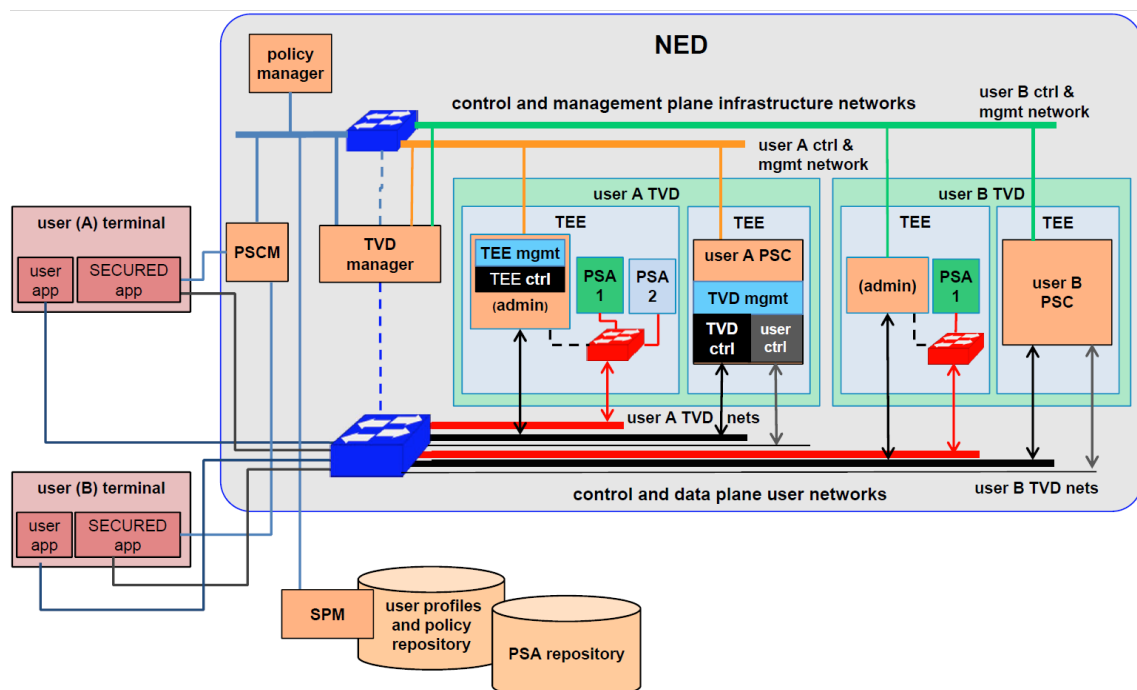 NED
policy
manager
control and management plane infrastructure networks
user B ctrl &
mgmt network
user A ctrl &
mgmt network
user (A) terminal
user
app
SECURED
app
PSCM
TVD
manager
user A TVD
TEE
TEE mgmt
TEE ctrl
(admin)
PSA
1
PSA
2
TEE
user A PSC
TVD mgmt
TVD
ctrl
user
ctrl
user B TVD
TEE
(admin)
PSA
1
TEE
user B
PSC
user A TVD nets
control and data plane user networks
user B TVD nets
user (B) terminal
user
app
SECURED
app
SPM
user profiles
and policy
repository
PSA repository